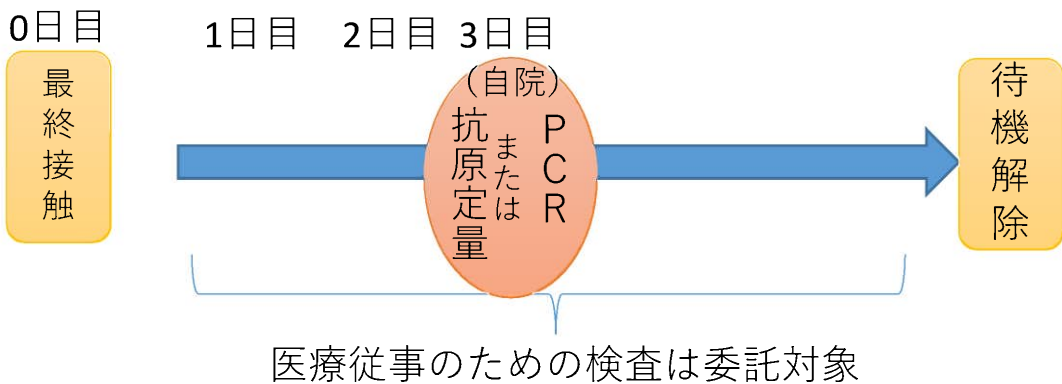 0日目
1日目
2日目
3日目
最終接触
(自院)
PCR
または
抗原定量
待機解除
医療従事のための検査は委託対象